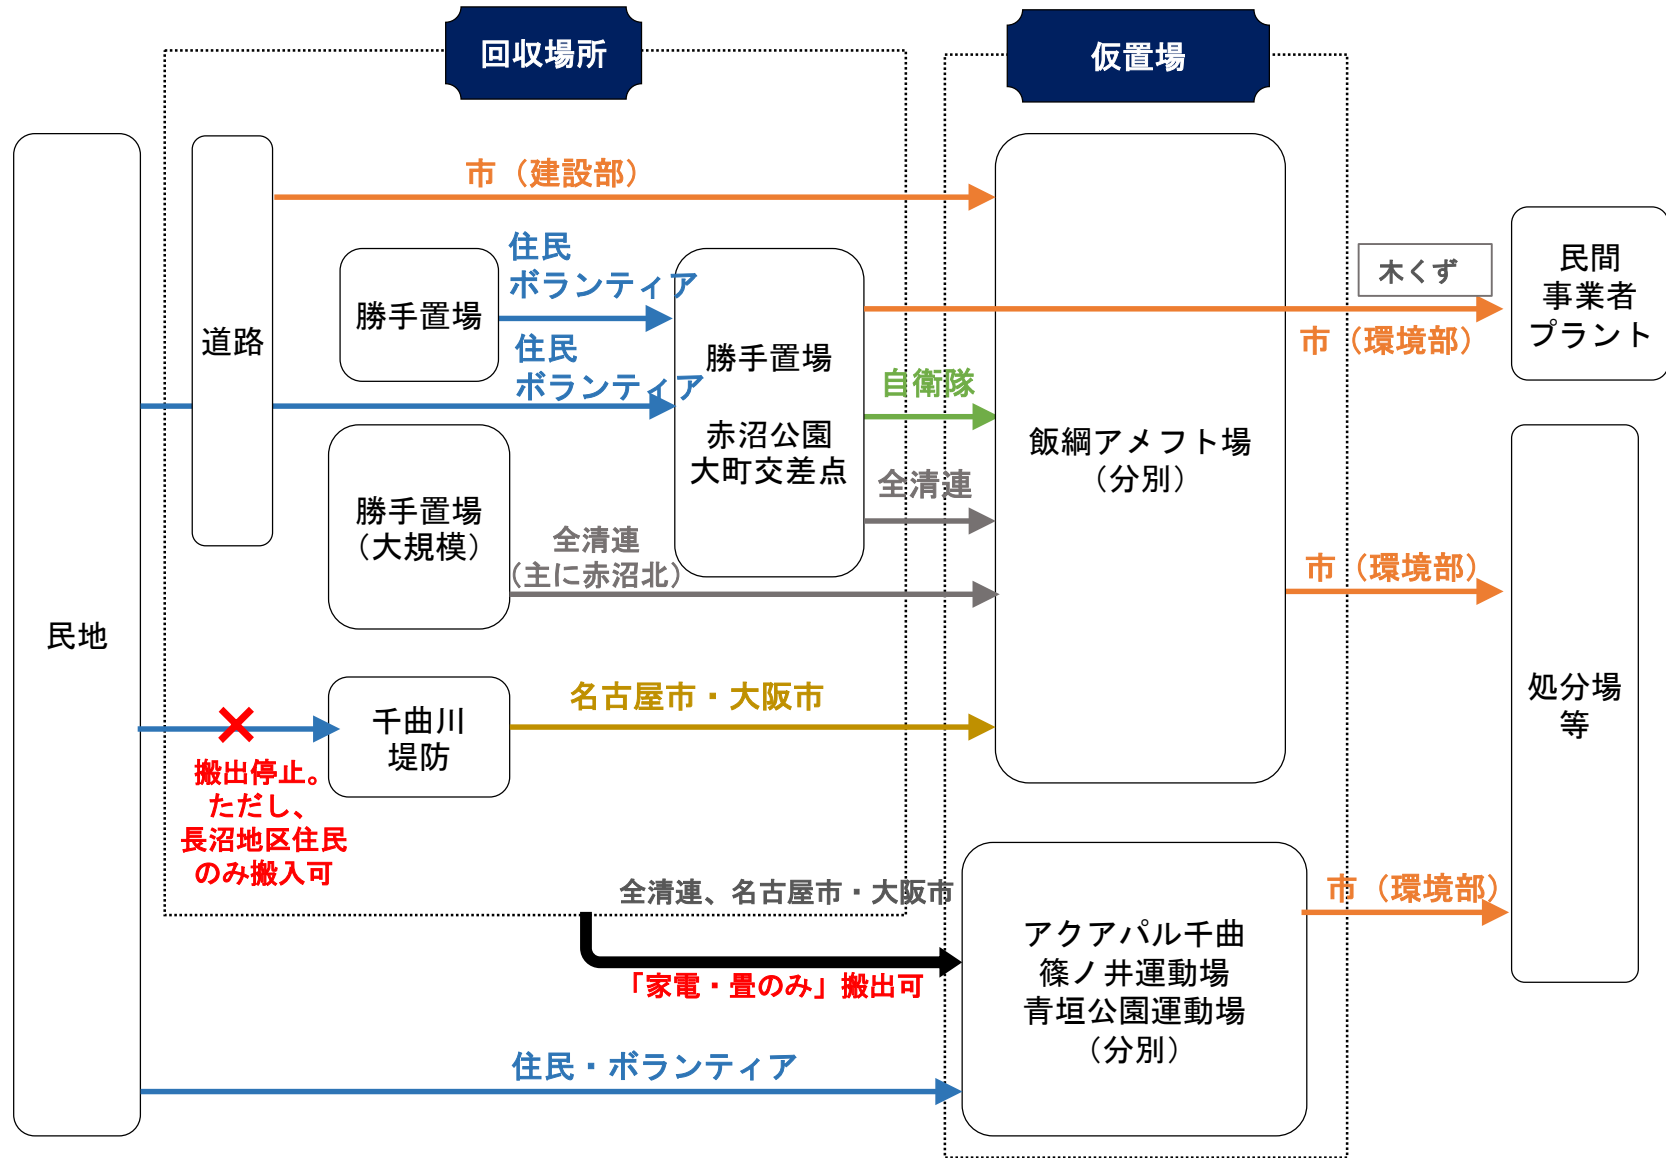 回収場所
仮置場
民地
道路
市（建設部）
勝手置場
住民
ボランティア
住民
ボランティア
勝手置場
赤沼公園
大町交差点
勝手置場
（大規模）
全清連
（主に赤沼北）
自衛隊
全清連
千曲川
堤防
名古屋市・大阪市
搬出停止。
ただし、
長沼地区住民
のみ搬入可
全清連、名古屋市・大阪市
「家電・畳のみ」搬出可
住民・ボランティア
飯綱アメフト場
（分別）
アクアパル千曲
篠ノ井運動場
青垣公園運動場
（分別）
木くず
市（環境部）
市（環境部）
市（環境部）
民間
事業者
プラント
処分場
等